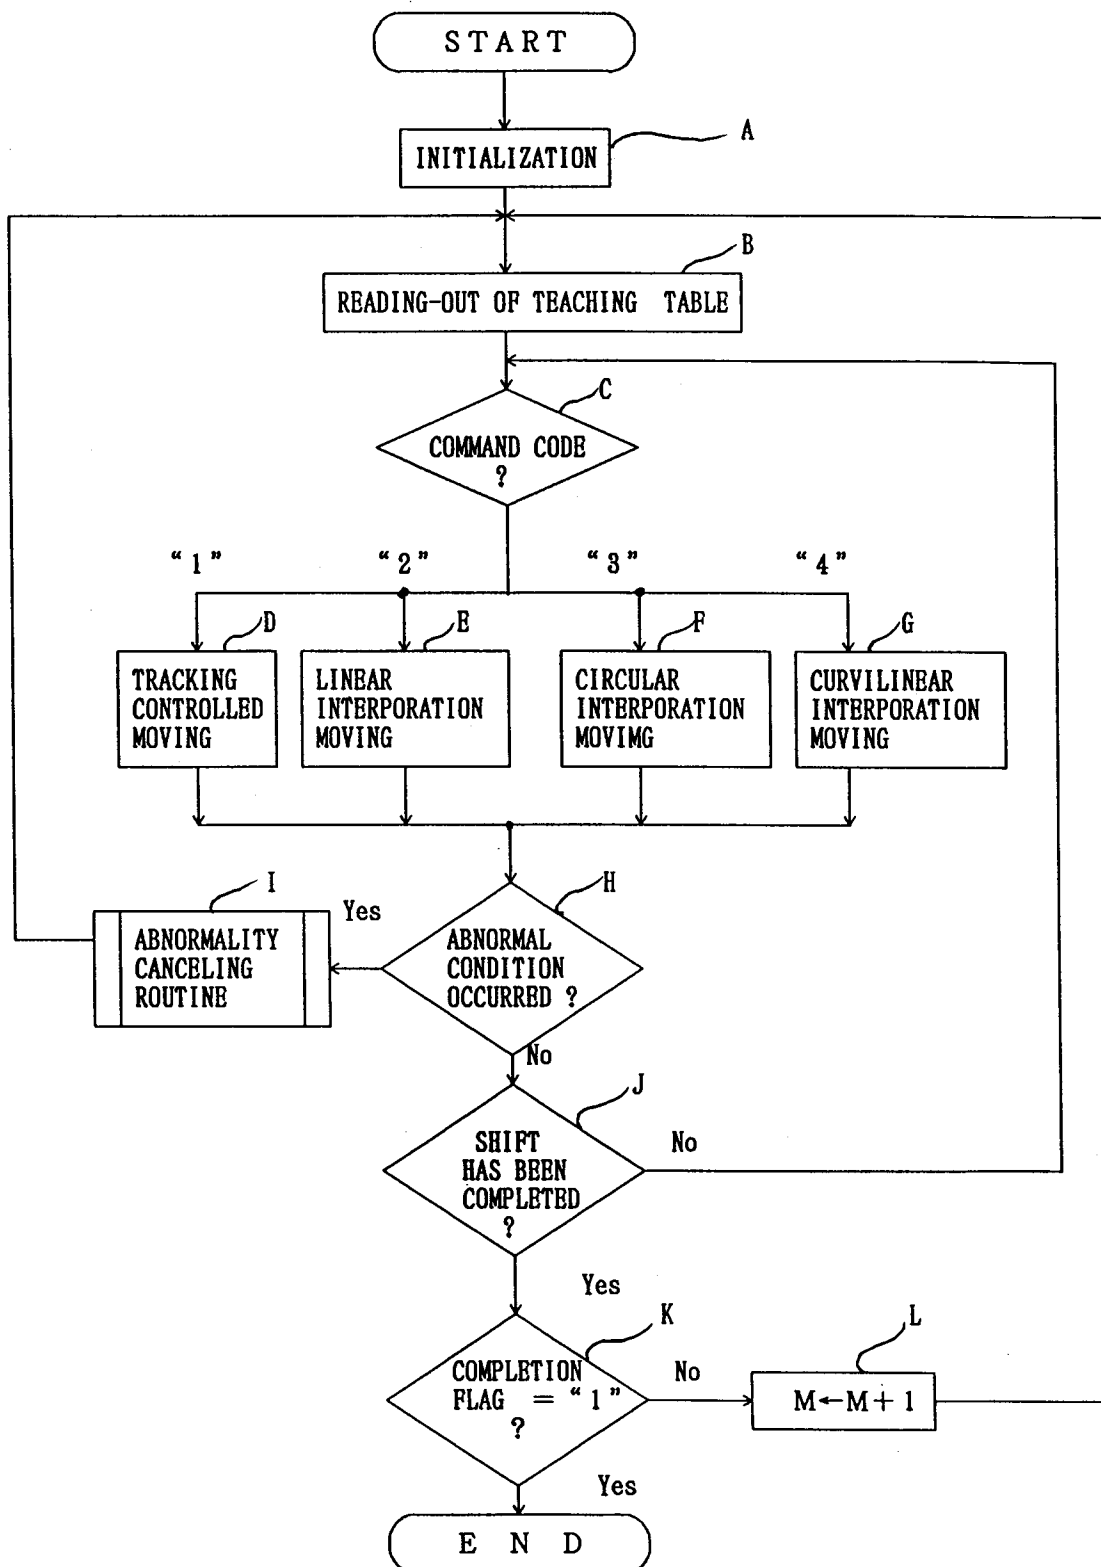 START
A
INITIALIZATION
B
READING-OUT OF TEACHING TABLE
C
COMMAND CODE
?
“1” “2” “3” “4”
D E F G
TRACKING
CONTROLLED
MOVING
LINEAR
INTERPORATION
MOVING
CIRCULAR
INTERPORATION
MOVIMG
CURVILINEAR
INTERPORATION
MOVING
I
H
Yes
ABNORMALITY
CANCELING
ROUTINE
ABNORMAL
CONDITION
OCCURRED ?
No
J
SHIFT
HAS BEEN
COMPLETED
?
No
Yes
K
L
COMPLETION
FLAG = “1”
?
No
M←M+1
Yes
END